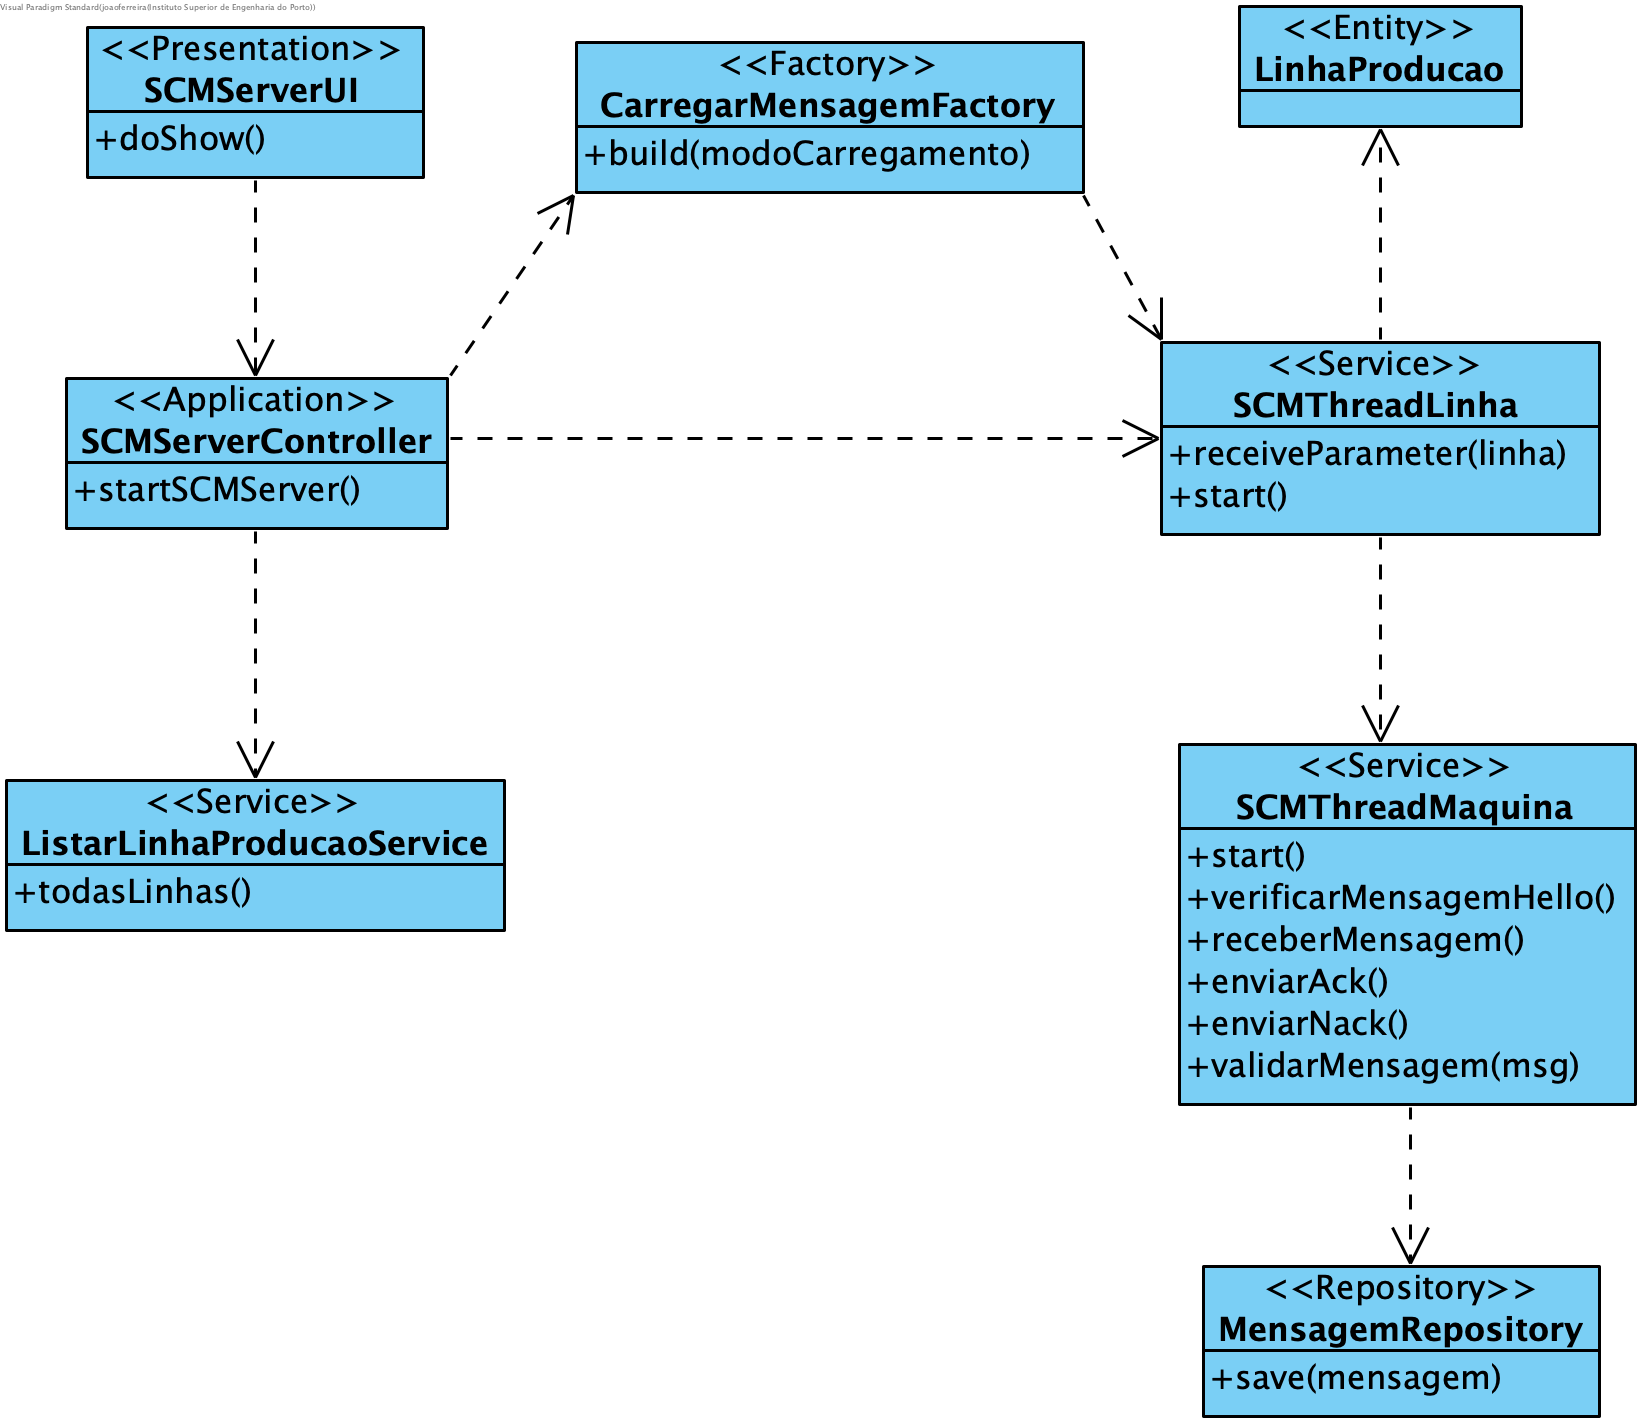 Visual Paradigm Standard(joaoferreira(Instituto Superior de Engenharia do Porto))
<<Presentation>>
SCMServerUI
+doShow()
<<Factory>>
CarregarMensagemFactory
+build(modoCarregamento)
<<Entity>>
LinhaProducao
<<Application>>
SCMServerController
+startSCMServer()
<<Service>>
SCMThreadLinha
+receiveParameter(linha)
+start()
<<Service>>
ListarLinhaProducaoService
+todasLinhas()
<<Service>>
SCMThreadMaquina
+start()
+verificarMensagemHello()
+receberMensagem()
+enviarAck()
+enviarNack()
+validarMensagem(msg)
<<Repository>>
MensagemRepository
+save(mensagem)